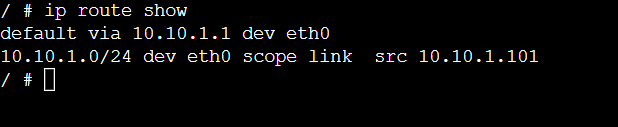 / # ip route show
default via 10.10.1.1 dev eth0
10.10.1.0/24 dev eth0 scope link  src 10.10.1.101
/ #